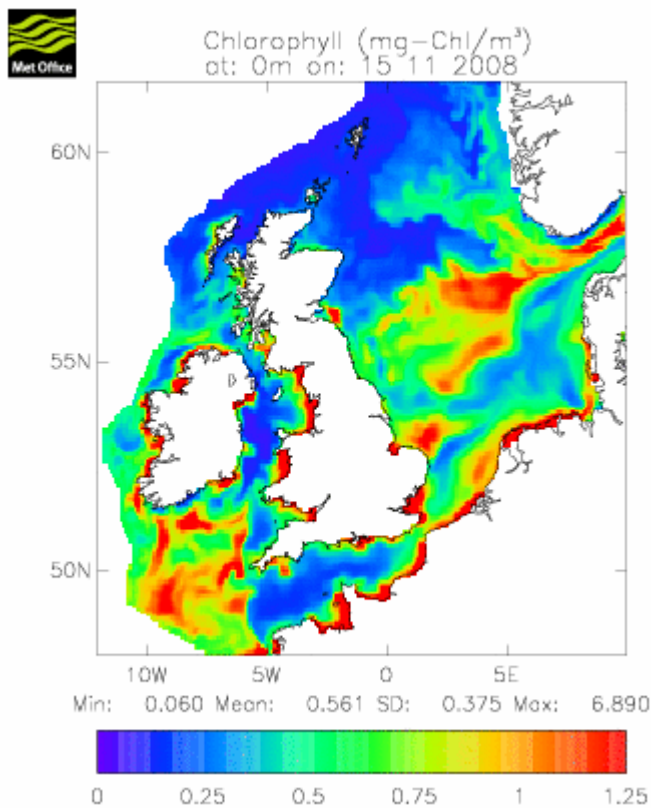 Met Office
Chlorophyll (mg-Chl/m³)
at: 0m on: 15 11 2008
60N
55N
50N
10W 5W 0 5E
Min: 0.060 Mean: 0.561 SD: 0.375 Max: 6.890
0 0.25 0.5 0.75 1 1.25